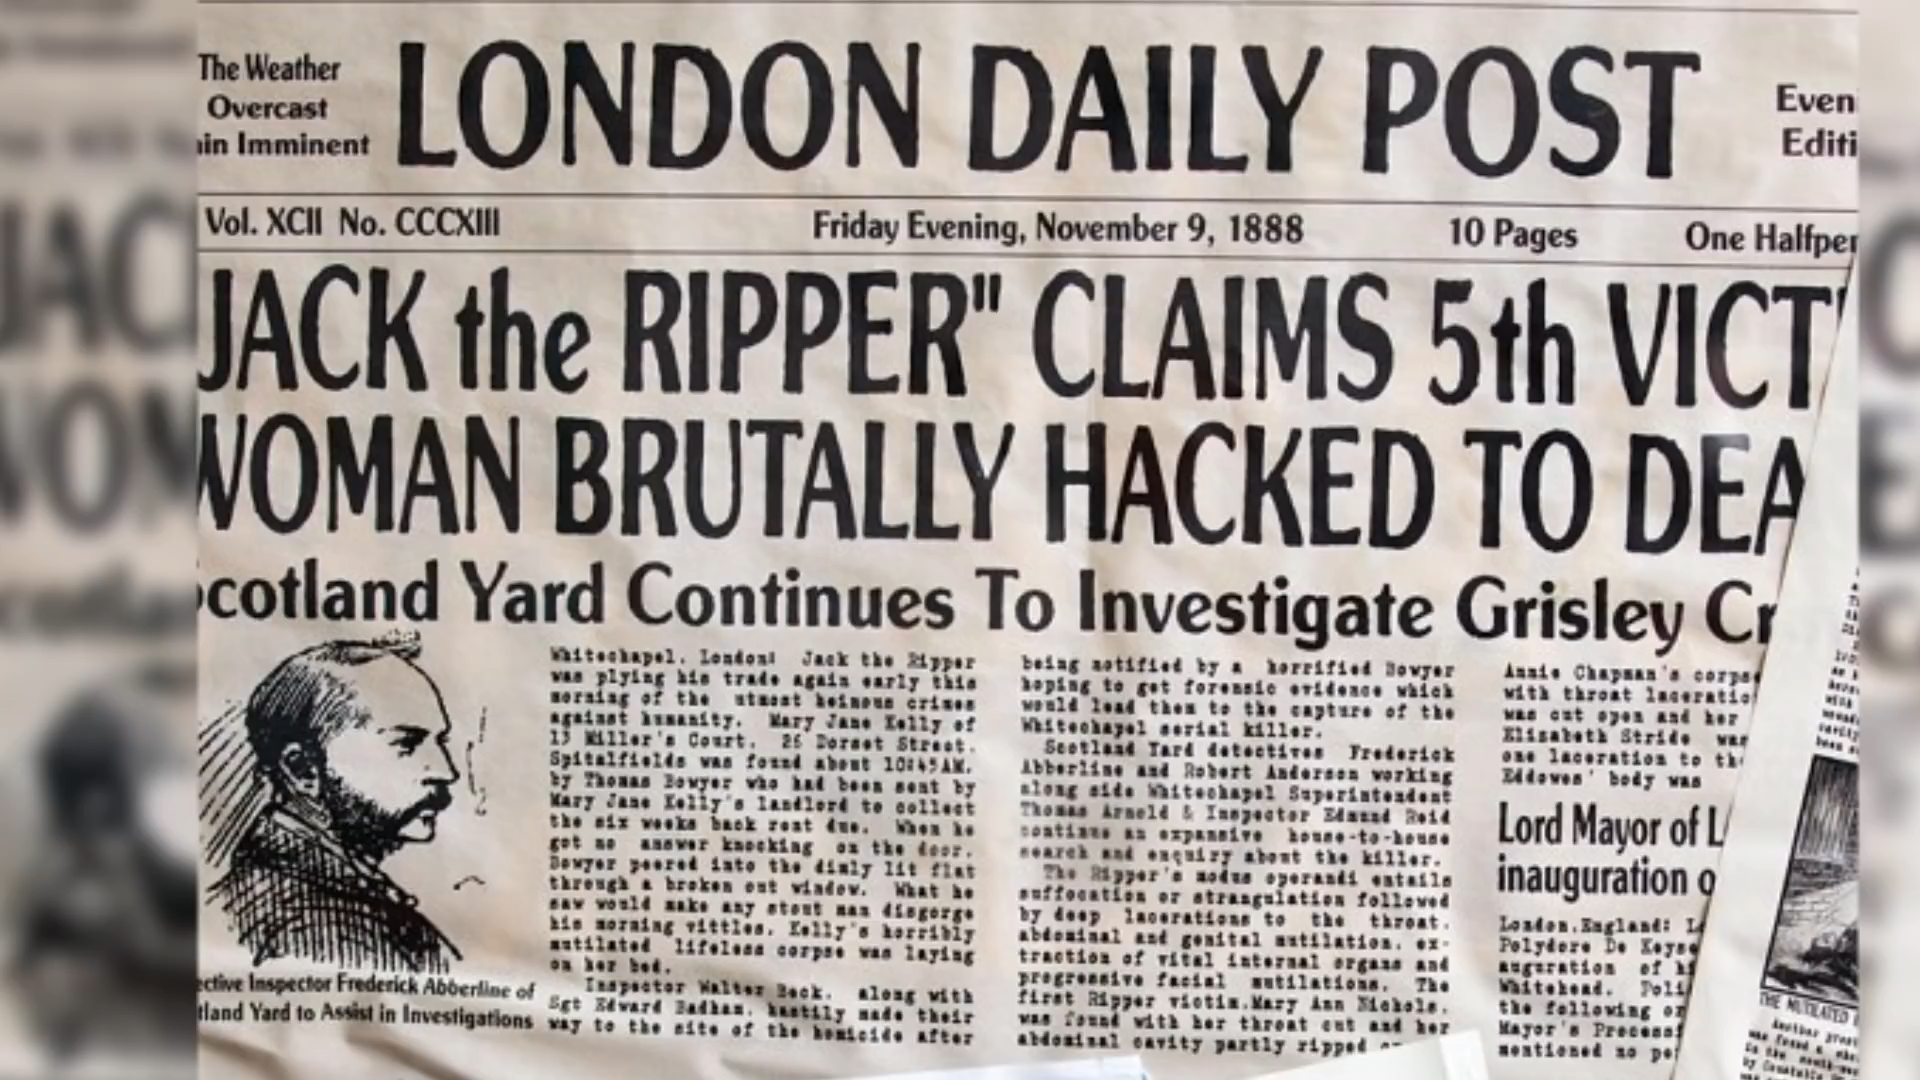 The Weather
Overcast
ain Imminent
LONDON DAILY POST
Even
Editi
Vol. XCII No. CCCXIII
Friday Evening, November 9, 1888
10 Pages
One Halfper
JACK the RIPPER" CLAIMS 5th VICT
WOMAN BRUTALLY HACKED TO DEA
cotland Yard Continues To Investigate Grisley Cr
ective Inspector Frederick Abberline of
tland Yard to Assist in Investigations
Whitechapel, London: Jack the Ripper
was plying his trade again early this
morning of the utmost heinous crimes
against humanity. Mary Jane Kelly of
13 Miller's Court, 26 Dorset Street,
Spitalfields was found about 10:45AM,
by Thomas Bowyer who had been sent by
Mary Jane Kelly's landlord to collect
the six weeks back rent due. When he
got no answer knocking on the door,
Bowyer peered into the dimly lit flat
through a broken out window. What he
saw would make any stout man disgorge
his morning vittles. Kelly's horribly
mutilated lifeless corpse was laying
on her bed.
Inspector Walter Beck, along with
Sgt Edward Badham, hastily made their
way to the site of the homicide after
being notified by a horrified Bowyer
hoping to get forensic evidence which
would lead them to the capture of the
Whitechapel serial killer.
Scotland Yard detectives Frederick
Abberline and Robert Anderson working
along side Whitechapel Superintendent
Thomas Arnold & Inspector Edmund Reid
continue an expansive house-to-house
search and enquiry about the killer.
The Ripper's modus operandi entails
suffocation or strangulation followed
by deep lacerations to the throat,
abdominal and genital mutilation, ex-
traction of vital internal organs and
progressive facial mutilations. The
first Ripper victim, Mary Ann Nichols,
was found with her throat cut and her
abdominal cavity partly ripped
Annie Chapman's corps
with throat laceratio
was cut open and her
Elisabeth Stride was
one laceration to th
Eddowes' body was
Lord Mayor of L
inauguration o
London, England: L
Polydore De Keyse
auguration of hi
Whitehead. Poli
the following or
Mayor's Process
mentioned no pe
THE MUTILATED